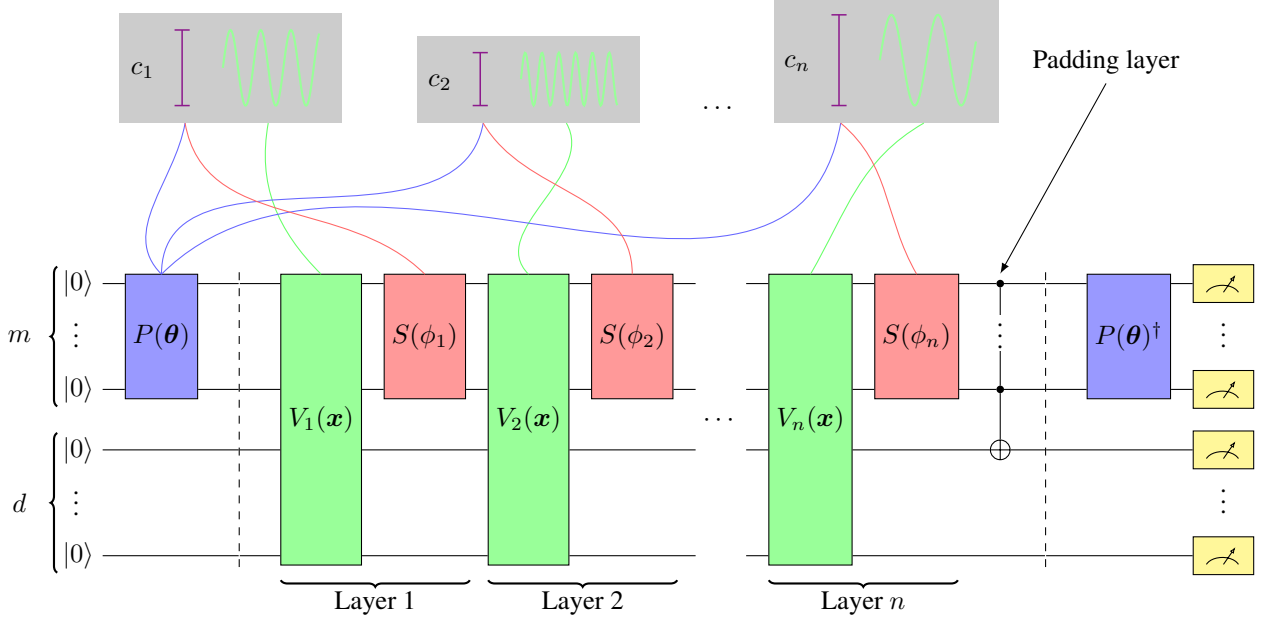 c₁
c₂
...
cₙ
Padding layer
m
|0⟩
⋮
|0⟩
P(θ)
S(ϕ₁)
S(ϕ₂)
...
S(ϕₙ)
⋮
P(θ)†
⋮
V₁(x)
V₂(x)
...
Vₙ(x)
d
|0⟩
⋮
|0⟩
⋮
Layer 1
Layer 2
Layer n